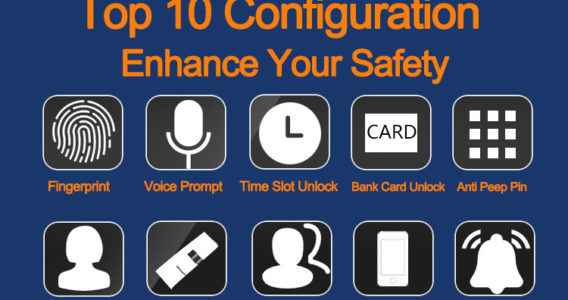 Top 10 Configuration
Enhance Your Safety
CARD
Fingerprint Voice Prompt Time Slot Unlock Bank Card Unlock Anti Peep Pin